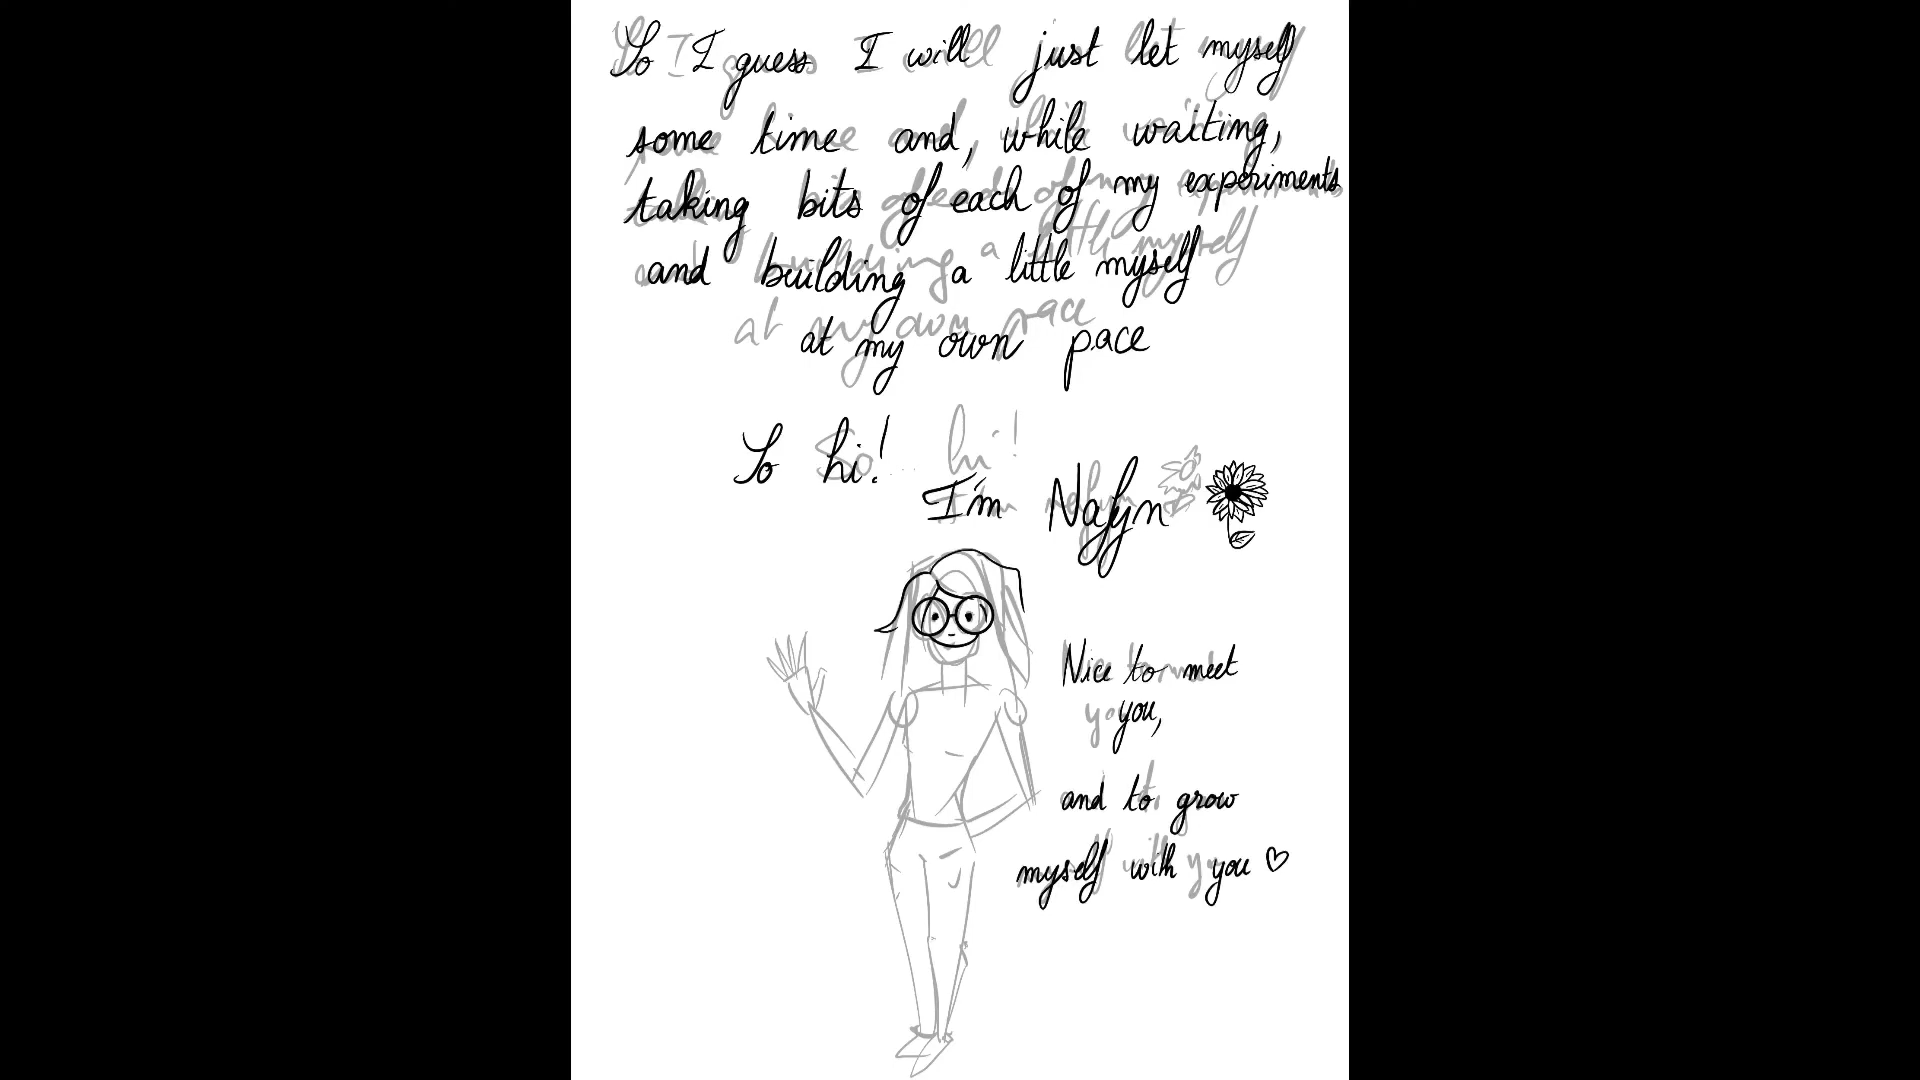 So I guess I will just let myself
some time and, while waiting,
taking bits of each of my experiments
and building a little myself
at my own pace
So hi!
I'm Nafyn
Nice to meet
you,
and to grow
myself with you ♡